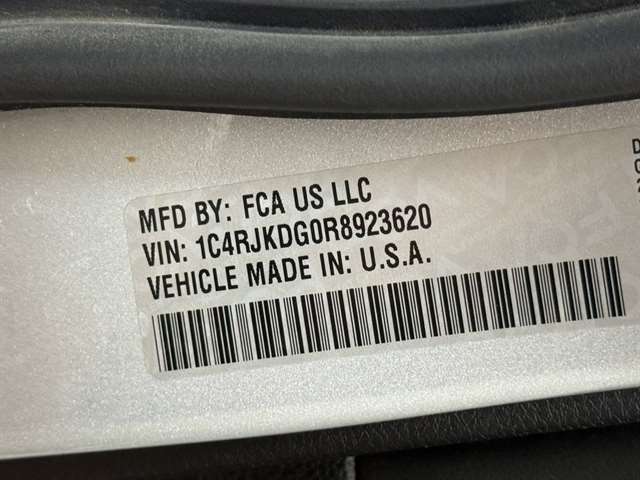 MFD BY: FCA US LLC
VIN: 1C4RJKDG0R8923620
VEHICLE MADE IN: U.S.A.